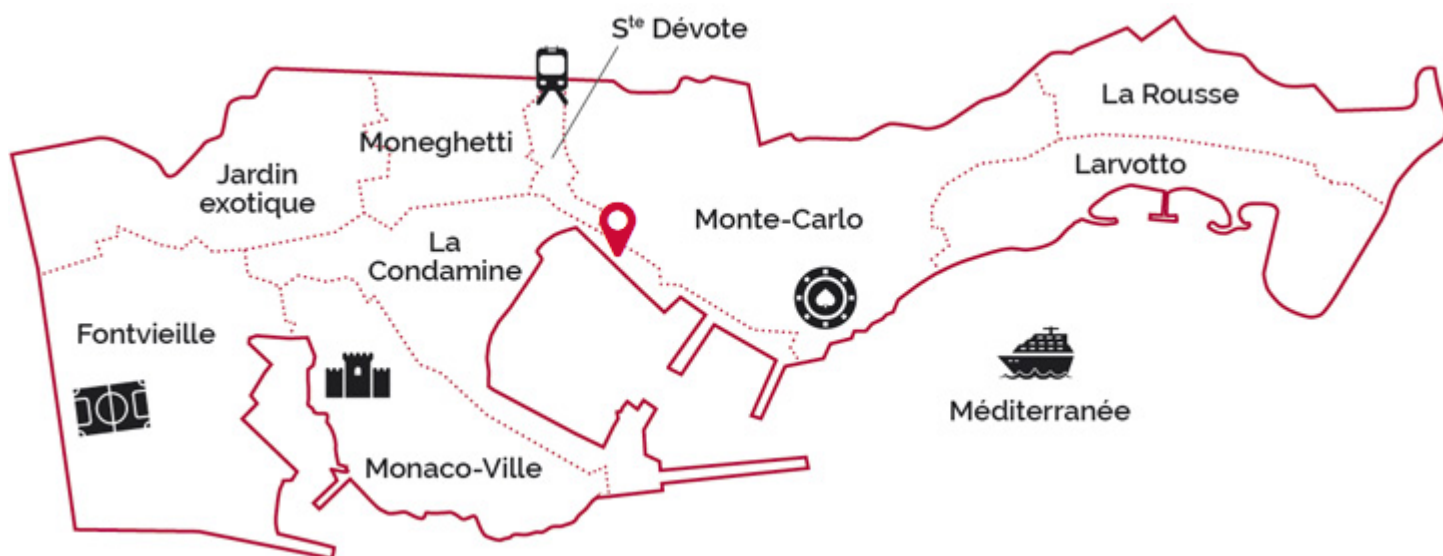 Sᵗᵉ Dévote
La Rousse
Moneghetti
Larvotto
Jardin
exotique
Monte-Carlo
La
Condamine
Fontvieille
Méditerranée
Monaco-Ville